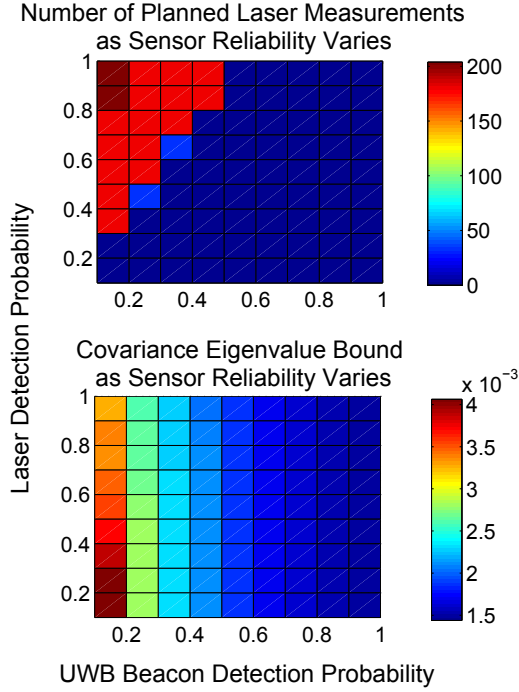 Number of Planned Laser Measurements
as Sensor Reliability Varies
1
0.8
0.6
0.4
0.2
0.2 0.4 0.6 0.8 1
200
150
100
50
0
Laser Detection Probability
Covariance Eigenvalue Bound
as Sensor Reliability Varies
1
0.8
0.6
0.4
0.2
0.2 0.4 0.6 0.8 1
x 10⁻³
4
3.5
3
2.5
2
1.5
UWB Beacon Detection Probability